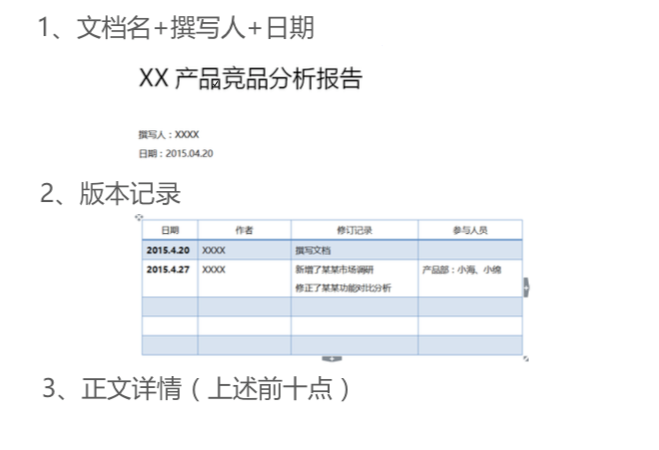 1、文档名+撰写人+日期
XX 产品竞品分析报告
撰写人：XXXX
日期：2015.04.20
2、版本记录
日期 作者 修订记录 参与人员
2015.4.20 XXXX 撰写文档
2015.4.27 XXXX 新增了某某市场调研 产品部：小海、小绵
修正了某某功能对比分析
3、正文详情（上述前十点）